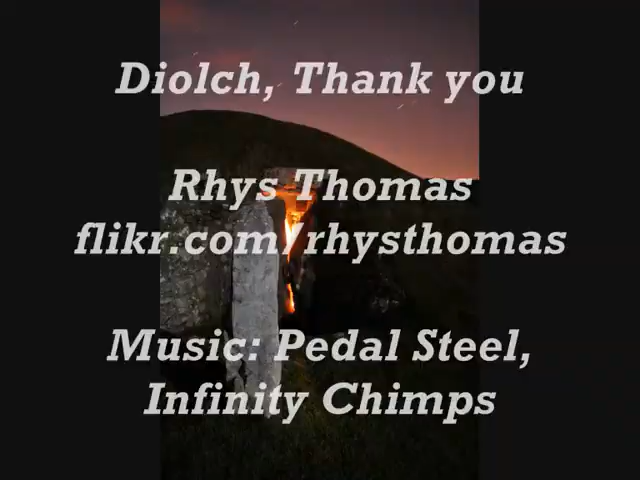 Diolch, Thank you
Rhys Thomas
flikr.com/rhysthomas
Music: Pedal Steel,
Infinity Chimps